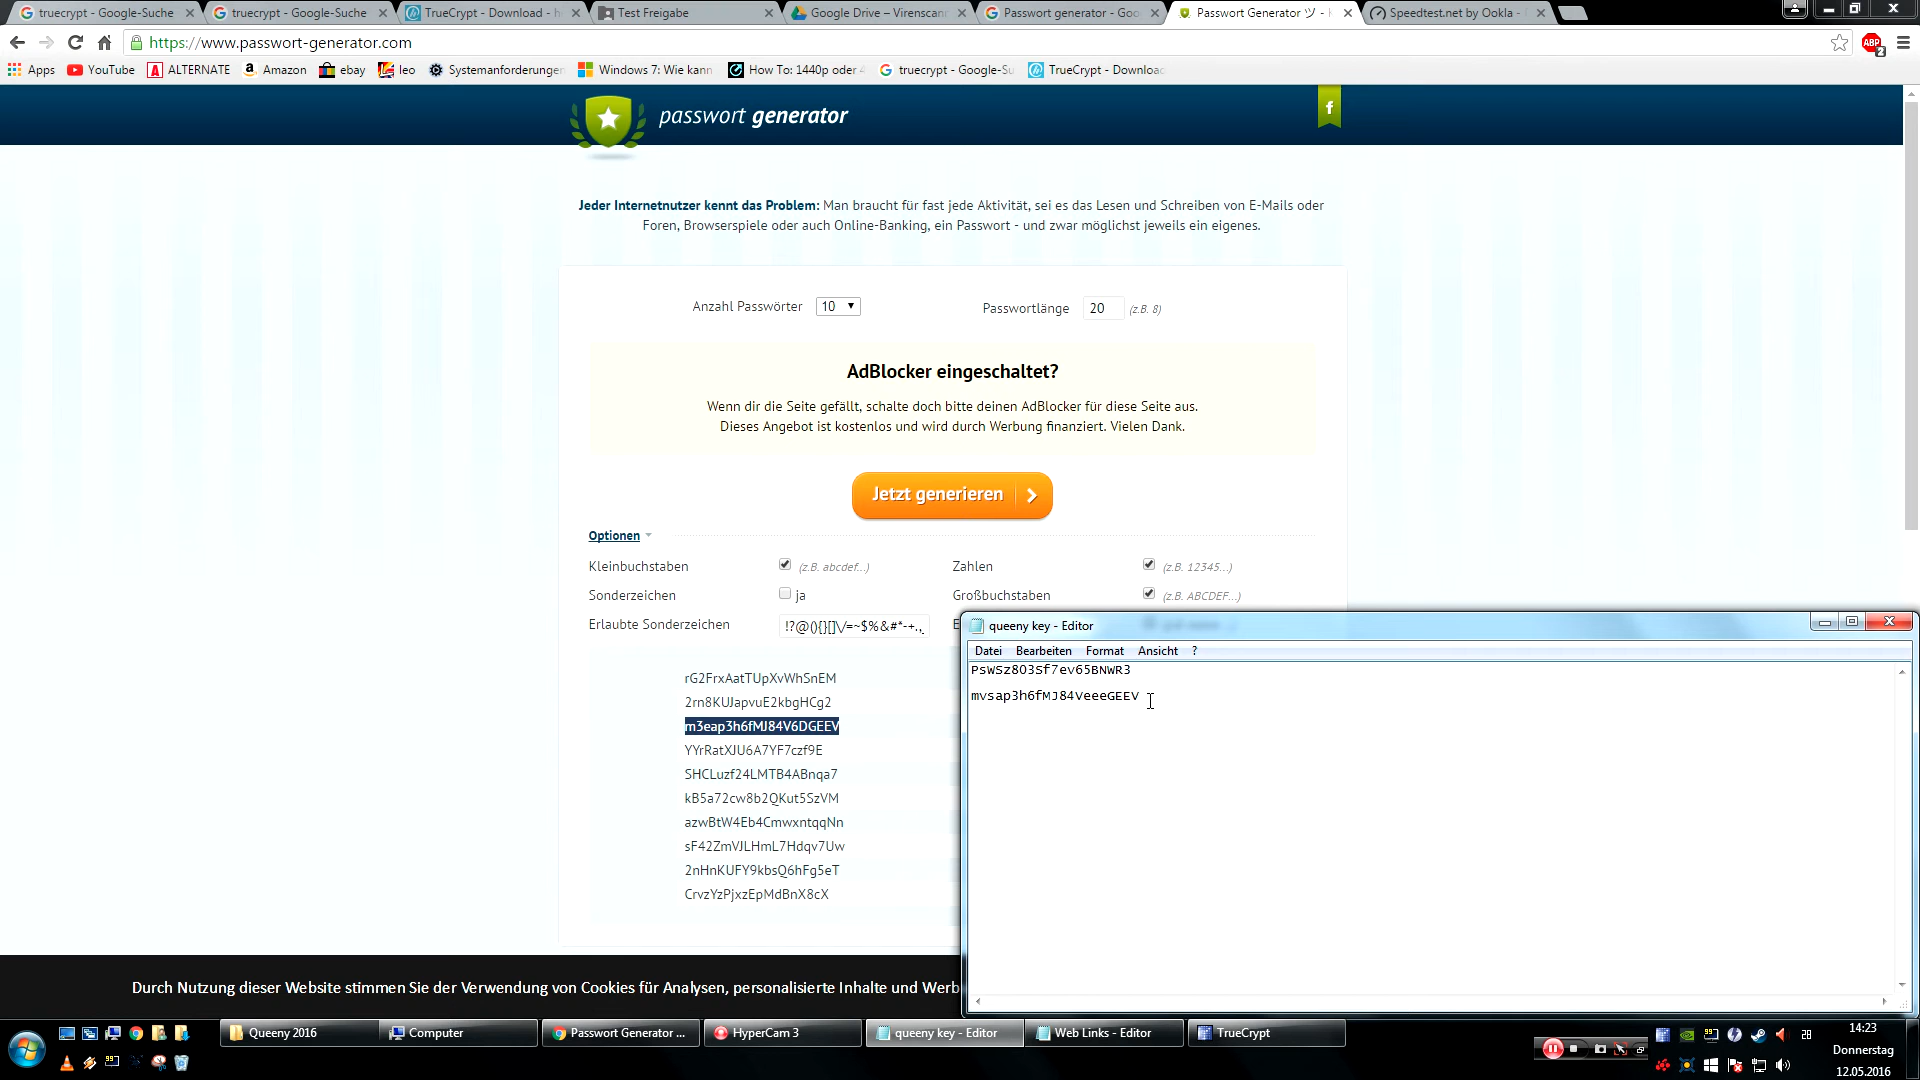 truecrypt - Google-Suche
truecrypt - Google-Suche
TrueCrypt - Download - h
Test Freigabe
Google Drive – Virenscan
Passwort generator - Goo
Passwort Generator ツ -
Speedtest.net by Ookla -
https://www.passwort-generator.com
ABP
2
Apps
YouTube
ALTERNATE
Amazon
ebay
leo
Systemanforderungen
Windows 7: Wie kann
How To: 1440p oder 4
truecrypt - Google-Su
TrueCrypt - Download
passwort generator
f
Jeder Internetnutzer kennt das Problem: Man braucht für fast jede Aktivität, sei es das Lesen und Schreiben von E-Mails oder
Foren, Browserspiele oder auch Online-Banking, ein Passwort - und zwar möglichst jeweils ein eigenes.
Anzahl Passwörter 10
Passwortlänge 20 (z.B. 8)
AdBlocker eingeschaltet?
Wenn dir die Seite gefällt, schalte doch bitte deinen AdBlocker für diese Seite aus.
Dieses Angebot ist kostenlos und wird durch Werbung finanziert. Vielen Dank.
Jetzt generieren
Optionen
Kleinbuchstaben (z.B. abcdef...)
Zahlen (z.B. 12345...)
Sonderzeichen ja
Großbuchstaben (z.B. ABCDEF...)
Erlaubte Sonderzeichen !?@(){}[]\/=~$%&#*-+.,_
rG2FrxAatTUpXvWhSnEM
2rn8KUJapvuE2kbgHCg2
m3eap3h6fMJ84V6DGEEV
YYrRatXJU6A7YF7czf9E
SHCLuzf24LMTB4ABnqa7
kB5a72cw8b2QKut5SzVM
azwBtW4Eb4CmwxntqqNn
sF42ZmVJLHmL7Hdqv7Uw
2nHnKUFY9kbsQ6hFg5eT
CrvzYzPjxzEpMdBnX8cX
queeny key - Editor
Datei Bearbeiten Format Ansicht ?
PsWSz8O3Sf7ev65BNWR3
mvsap3h6fMJ84VeeeGEEV
Durch Nutzung dieser Website stimmen Sie der Verwendung von Cookies für Analysen, personalisierte Inhalte und Werb
Queeny 2016
Computer
Passwort Generator ...
HyperCam 3
queeny key - Editor
Web Links - Editor
TrueCrypt
28
14:23
Donnerstag
12.05.2016